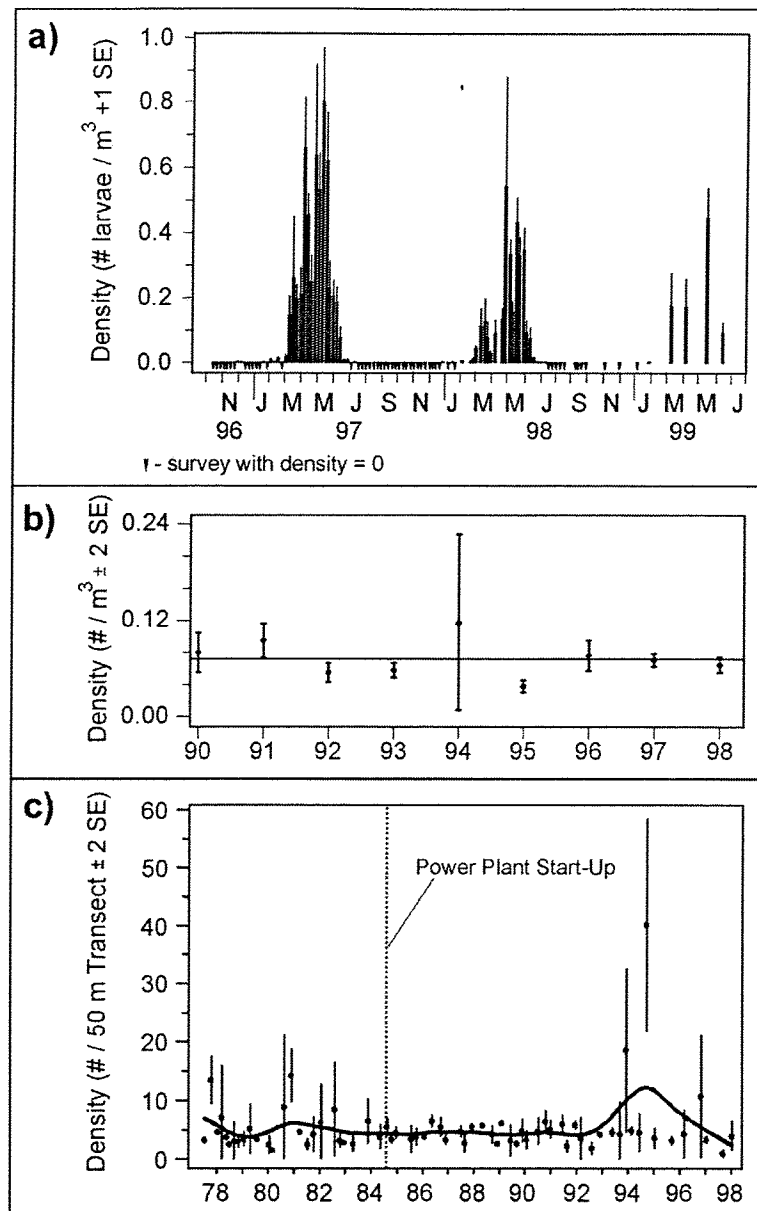 a)
Density (# larvae / m³ +1 SE)
1.0
0.8
0.6
0.4
0.2
0.0
N J M M J S N J M M J S N J M M J
96 97 98 99
- survey with density = 0
b)
Density (# / m³ ± 2 SE)
0.24
0.12
0.00
90 91 92 93 94 95 96 97 98
c)
Density (# / 50 m Transect ± 2 SE)
60
50
40
30
20
10
0
Power Plant Start-Up
78 80 82 84 86 88 90 92 94 96 98